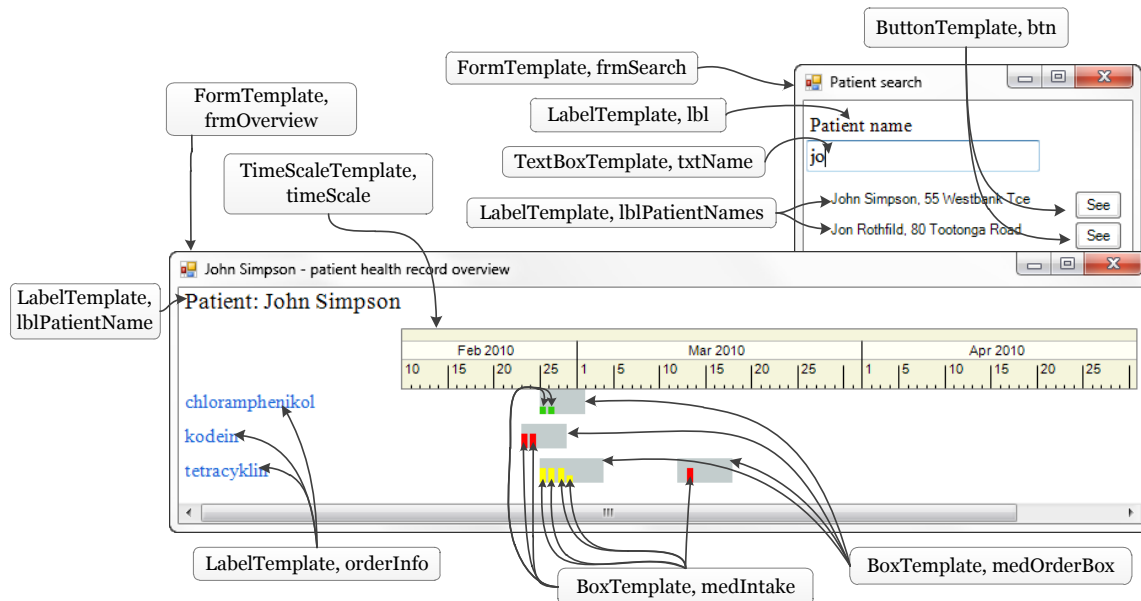 ButtonTemplate, btn
FormTemplate, frmSearch
Patient search
FormTemplate,
frmOverview
LabelTemplate, lbl
Patient name
TextBoxTemplate, txtName
jo
TimeScaleTemplate,
timeScale
LabelTemplate, lblPatientNames
John Simpson, 55 Westbank Tce
See
Jon Rothfild, 80 Tootonga Road
See
John Simpson - patient health record overview
LabelTemplate,
lblPatientName
Patient: John Simpson
Feb 2010 Mar 2010 Apr 2010
10 15 20 25 1 5 10 15 20 25 1 5 10 15 20 25
chloramphenikol
kodein
tetracyklin
LabelTemplate, orderInfo
BoxTemplate, medIntake
BoxTemplate, medOrderBox